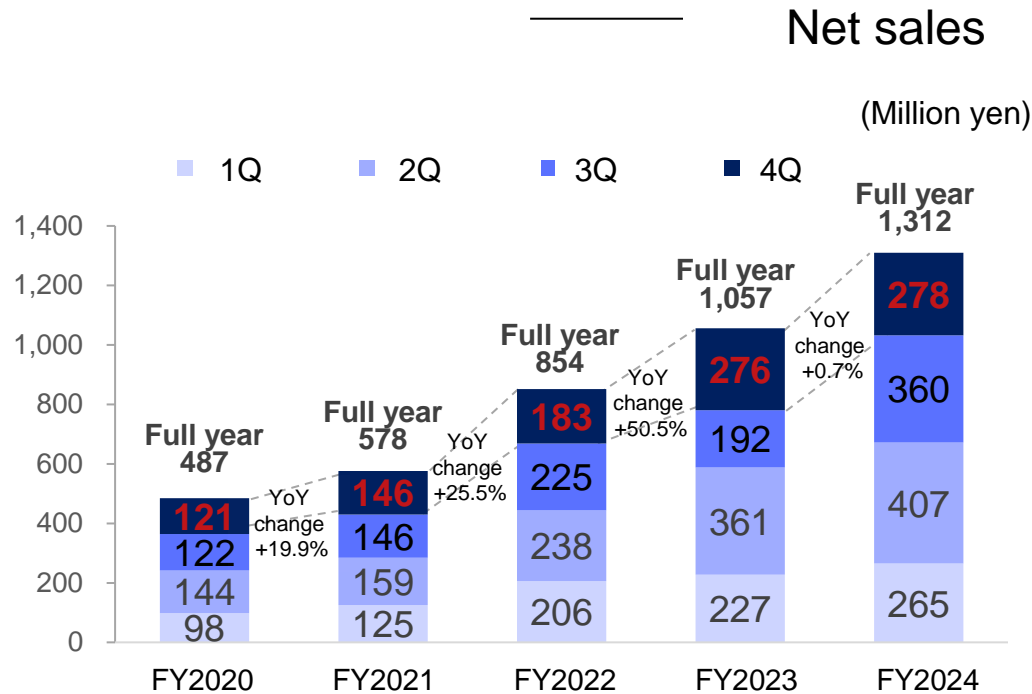 Net sales
(Million yen)
1Q 2Q 3Q 4Q
1,400
1,200
1,000
800
600
400
200
0
Full year
487
121
122
144
98
YoY
change
+19.9%
Full year
578
146
146
159
125
YoY
change
+25.5%
Full year
854
183
225
238
206
YoY
change
+50.5%
Full year
1,057
276
192
361
227
YoY
change
+0.7%
Full year
1,312
278
360
407
265
FY2020 FY2021 FY2022 FY2023 FY2024